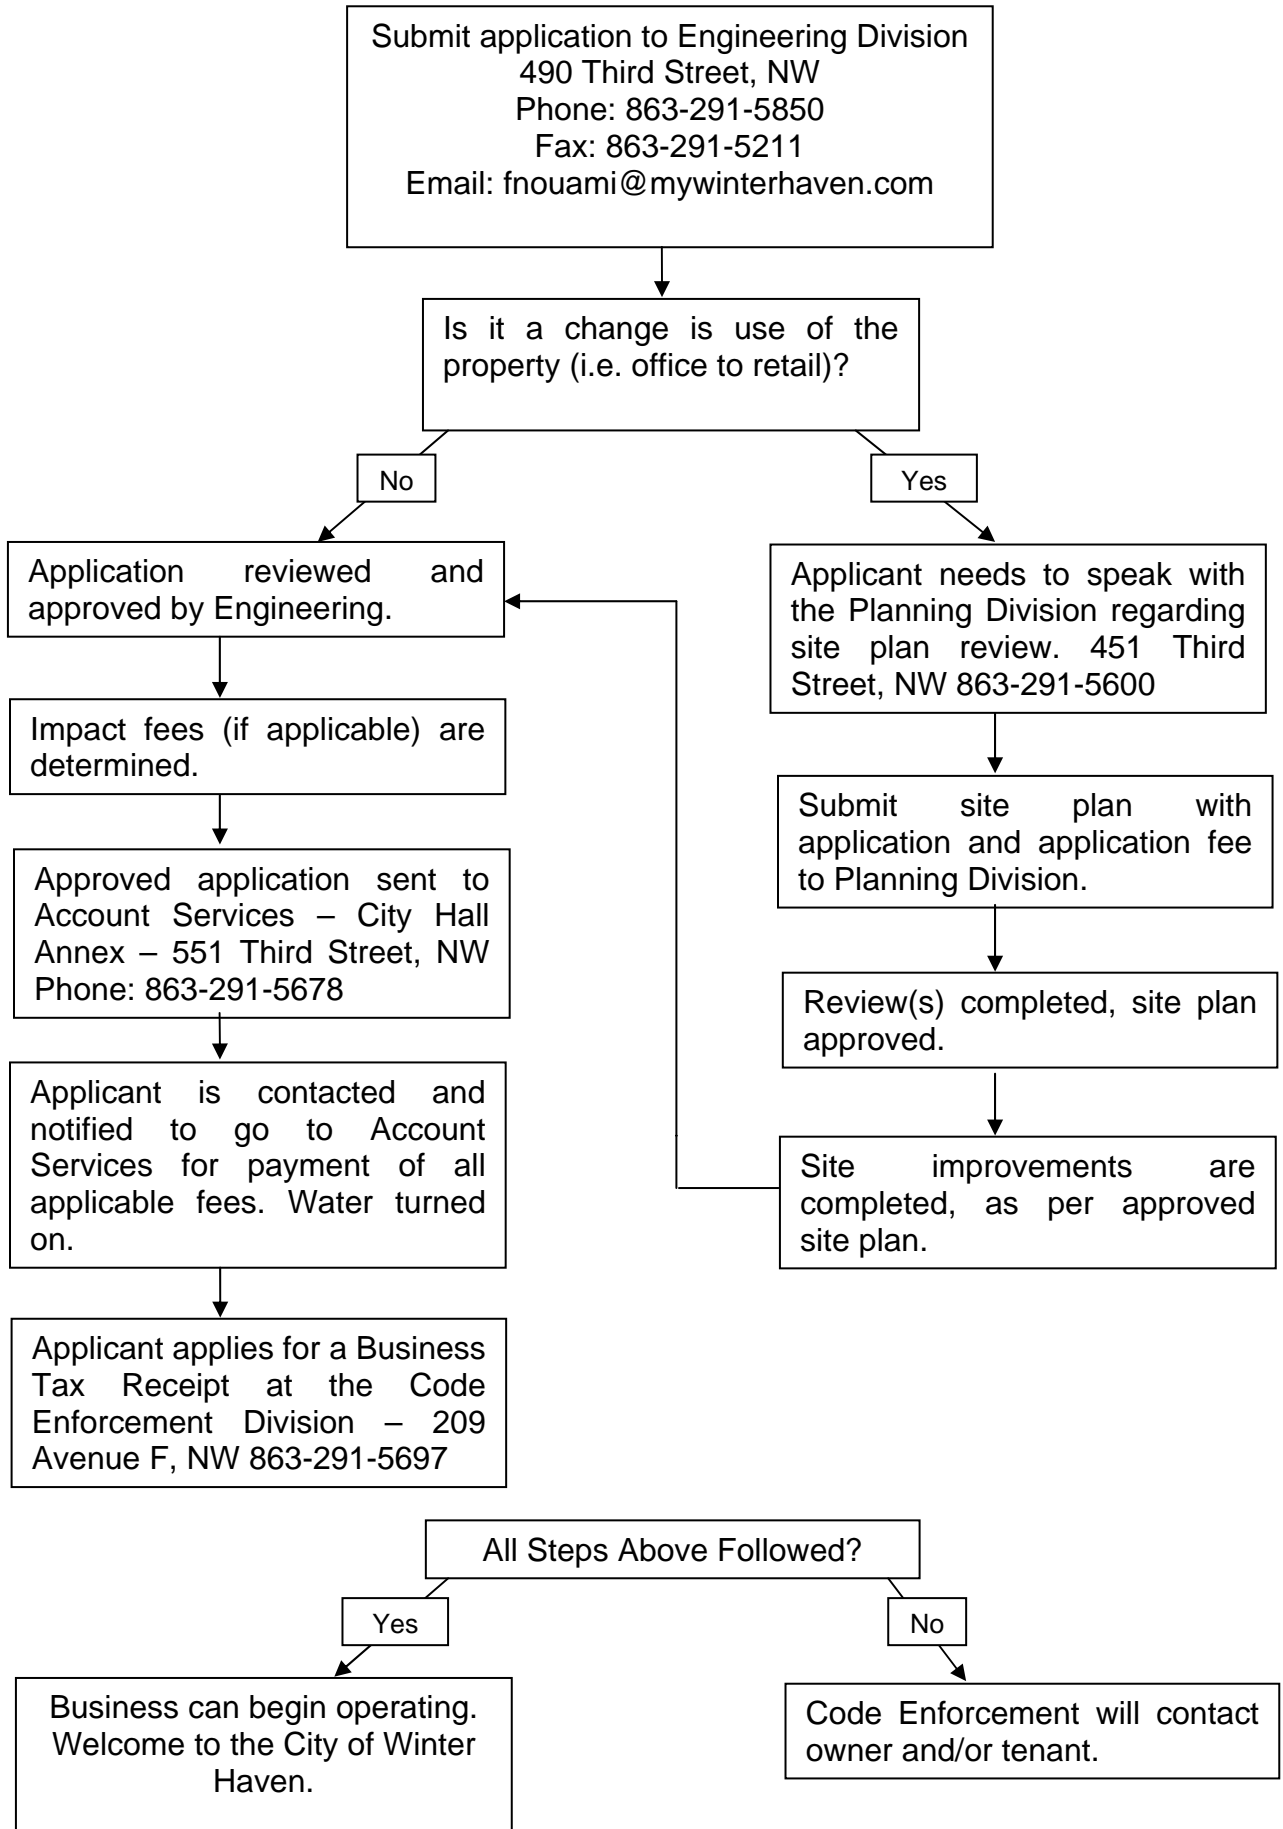 Submit application to Engineering Division
490 Third Street, NW
Phone: 863-291-5850
Fax: 863-291-5211
Email: fnouami@mywinterhaven.com
Is it a change is use of the
property (i.e. office to retail)?
No
Yes
Application reviewed and
approved by Engineering.
Impact fees (if applicable) are
determined.
Approved application sent to
Account Services – City Hall
Annex – 551 Third Street, NW
Phone: 863-291-5678
Applicant is contacted and
notified to go to Account
Services for payment of all
applicable fees. Water turned
on.
Applicant applies for a Business
Tax Receipt at the Code
Enforcement Division – 209
Avenue F, NW 863-291-5697
Applicant needs to speak with
the Planning Division regarding
site plan review. 451 Third
Street, NW 863-291-5600
Submit site plan with
application and application fee
to Planning Division.
Review(s) completed, site plan
approved.
Site improvements are
completed, as per approved
site plan.
All Steps Above Followed?
Yes
No
Business can begin operating.
Welcome to the City of Winter
Haven.
Code Enforcement will contact
owner and/or tenant.